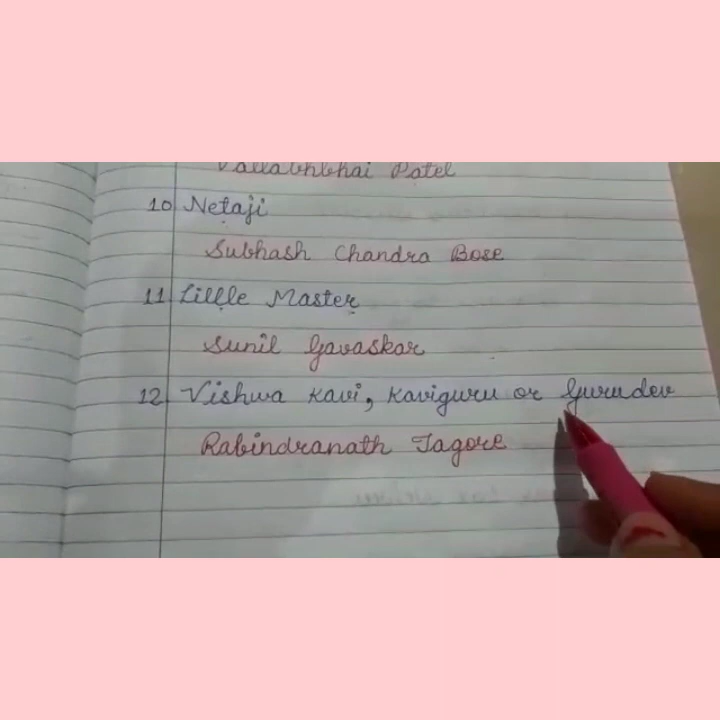 Vallabhbhai Patel
10 Netaji
Subhash Chandra Bose
11 Little Master
Sunil Gavaskar
12 Vishwa Kavi, Kaviguru or Gurudev
Rabindranath Tagore